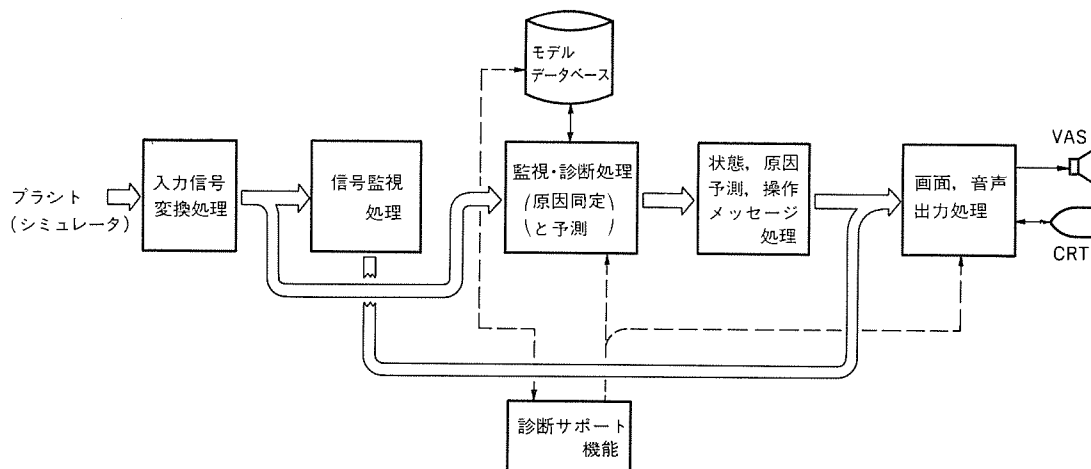 モデル
データベース
プラシト
(シミュレータ)
入力信号
変換処理
信号監視
処理
監視・診断処理
(原因同定
と予測)
状態，原因
予測，操作
メッセージ
処理
画面，音声
出力処理
VAS
CRT
診断サポート
機能